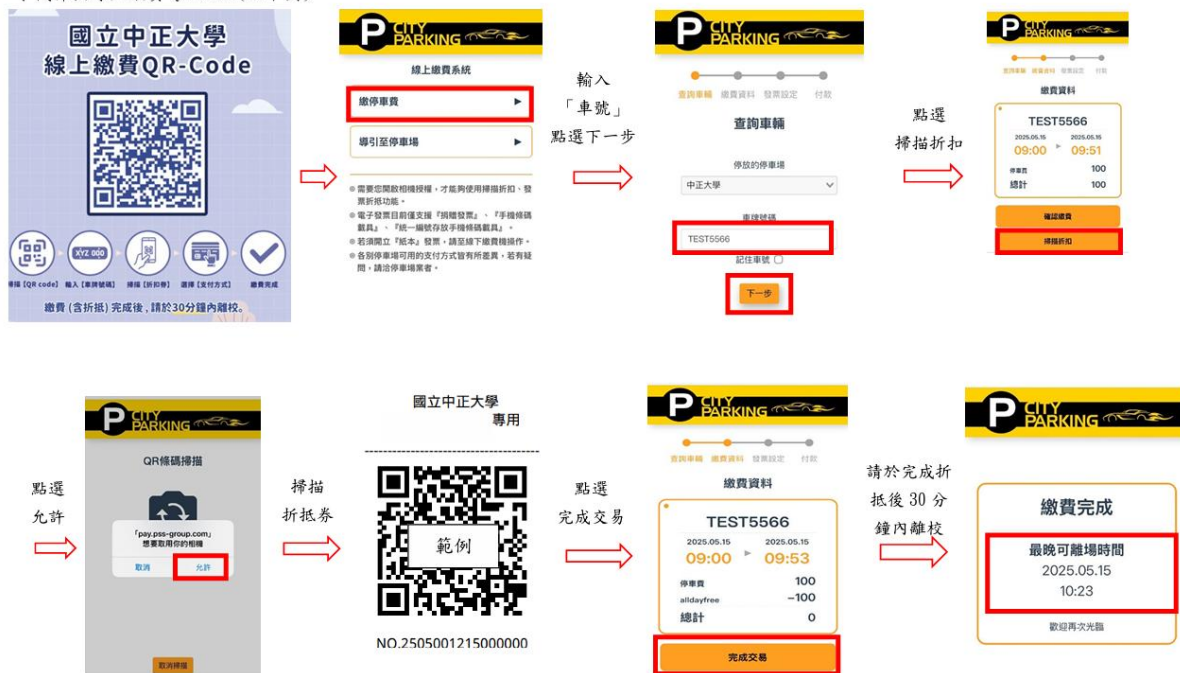 國立中正大學
線上繳費QR-Code
XYZ 000
掃描【QR code】 輸入【車牌號碼】 掃描【折扣券】 選擇【支付方式】 繳費完成
繳費 (含折抵) 完成後，請於30分鐘內離校。
P CITY PARKING
線上繳費系統
繳停車費
導引至停車場
需要您開啟相機授權，才能夠使用掃描折扣、發
票折抵功能。
電子發票目前僅支援『捐贈發票』、『手機條碼
載具』、『統一編號存放手機條碼載具』。
若須開立『紙本』發票，請至線下繳費機操作。
各別停車場可用的支付方式皆有所差異，若有疑
問，請洽停車場業者。
輸入
「車號」
點選下一步
P CITY PARKING
查詢車輛 繳費資料 發票設定 付款
查詢車輛
停放的停車場
中正大學
車牌號碼
TEST5566
記住車號
下一步
點選
掃描折扣
P CITY PARKING
查詢車輛 繳費資料 發票設定 付款
繳費資料
TEST5566
2025.05.15 2025.05.15
09:00 09:51
停車費 100
總計 100
確認繳費
掃描折扣
點選
允許
P CITY PARKING
QR條碼掃描
「pay.pss-group.com」
想要取用你的相機
取消 允許
取消掃描
掃描
折抵券
國立中正大學
專用
範例
NO.2505001215000000
點選
完成交易
P CITY PARKING
查詢車輛 繳費資料 發票設定 付款
繳費資料
TEST5566
2025.05.15 2025.05.15
09:00 09:53
停車費 100
alldayfree −100
總計 0
完成交易
請於完成折
抵後 30 分
鐘內離校
P CITY PARKING
繳費完成
最晚可離場時間
2025.05.15
10:23
歡迎再次光臨